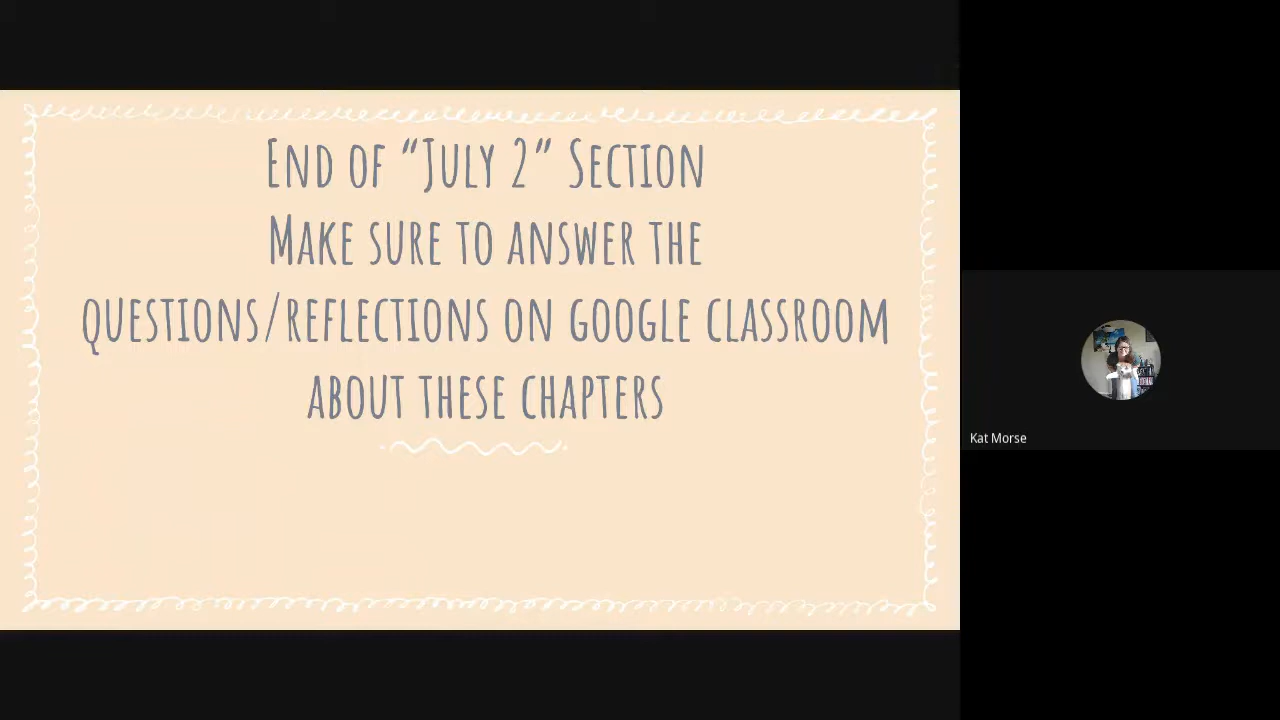 End of “July 2” Section
Make sure to answer the
questions/reflections on google classroom
about these chapters
Kat Morse